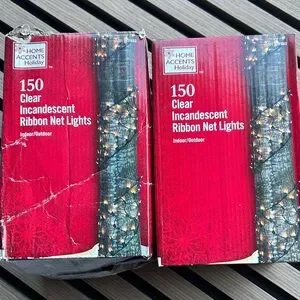 HOME
ACCENTS
Holiday
150
Clear
Incandescent
Ribbon Net Lights
Indoor/Outdoor
HOME
ACCENTS
Holiday
150
Clear
Incandescent
Ribbon Net Lights
Indoor/Outdoor